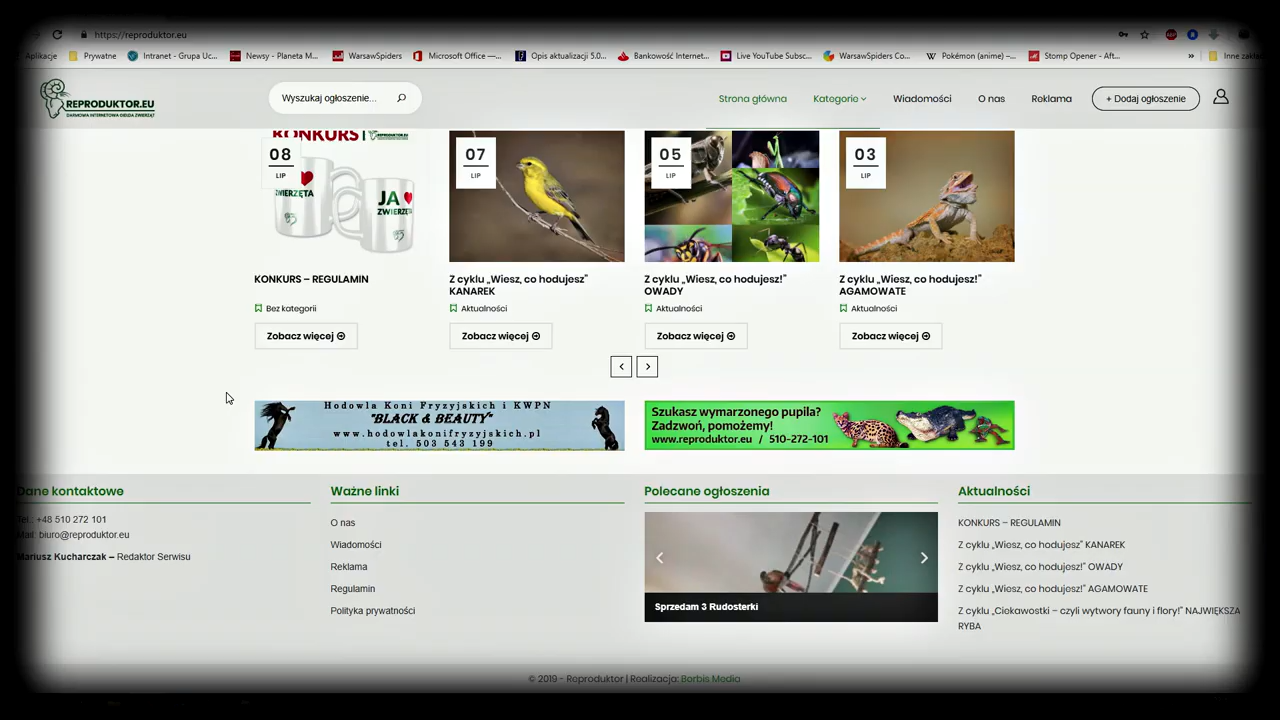 https://reproduktor.eu
Aplikacje
Prywatne
Intranet - Grupa Uc...
Newsy - Planeta M...
WarsawSpiders
Microsoft Office —...
Opis aktualizacji 5.0...
Bankowość Internet...
Live YouTube Subsc...
WarsawSpiders Co...
Pokémon (anime) –...
Stomp Opener - Aft...
»
Inne zakła
REPRODUKTOR.EU
DARMOWA INTERNETOWA GIEŁDA ZWIERZĄT
Wyszukaj ogłoszenie...
Strona główna
Kategorie
Wiadomości
O nas
Reklama
+ Dodaj ogłoszenie
KONKURS |
08
LIP
JA
ZWIERZĘTA
07
LIP
05
LIP
03
LIP
KONKURS – REGULAMIN
Bez kategorii
Zobacz więcej
Z cyklu „Wiesz, co hodujesz”
KANAREK
Aktualności
Zobacz więcej
Z cyklu „Wiesz, co hodujesz!”
OWADY
Aktualności
Zobacz więcej
Z cyklu „Wiesz, co hodujesz!”
AGAMOWATE
Aktualności
Zobacz więcej
Hodowla Koni Fryzyjskich i KWPN
"BLACK & BEAUTY"
www.hodowlakonifryzyjskich.pl
tel. 503 543 199
Szukasz wymarzonego pupila?
Zadzwoń, pomożemy!
www.reproduktor.eu / 510-272-101
Dane kontaktowe
Tel.: +48 510 272 101
Mail: biuro@reproduktor.eu
Mariusz Kucharczak – Redaktor Serwisu
Ważne linki
O nas
Wiadomości
Reklama
Regulamin
Polityka prywatności
Polecane ogłoszenia
Sprzedam 3 Rudosterki
Aktualności
KONKURS – REGULAMIN
Z cyklu „Wiesz, co hodujesz” KANAREK
Z cyklu „Wiesz, co hodujesz!” OWADY
Z cyklu „Wiesz, co hodujesz!” AGAMOWATE
Z cyklu „Ciekawostki – czyli wytwory fauny i flory!” NAJWIĘKSZA
RYBA
© 2019 - Reproduktor | Realizacja: Borbis Media